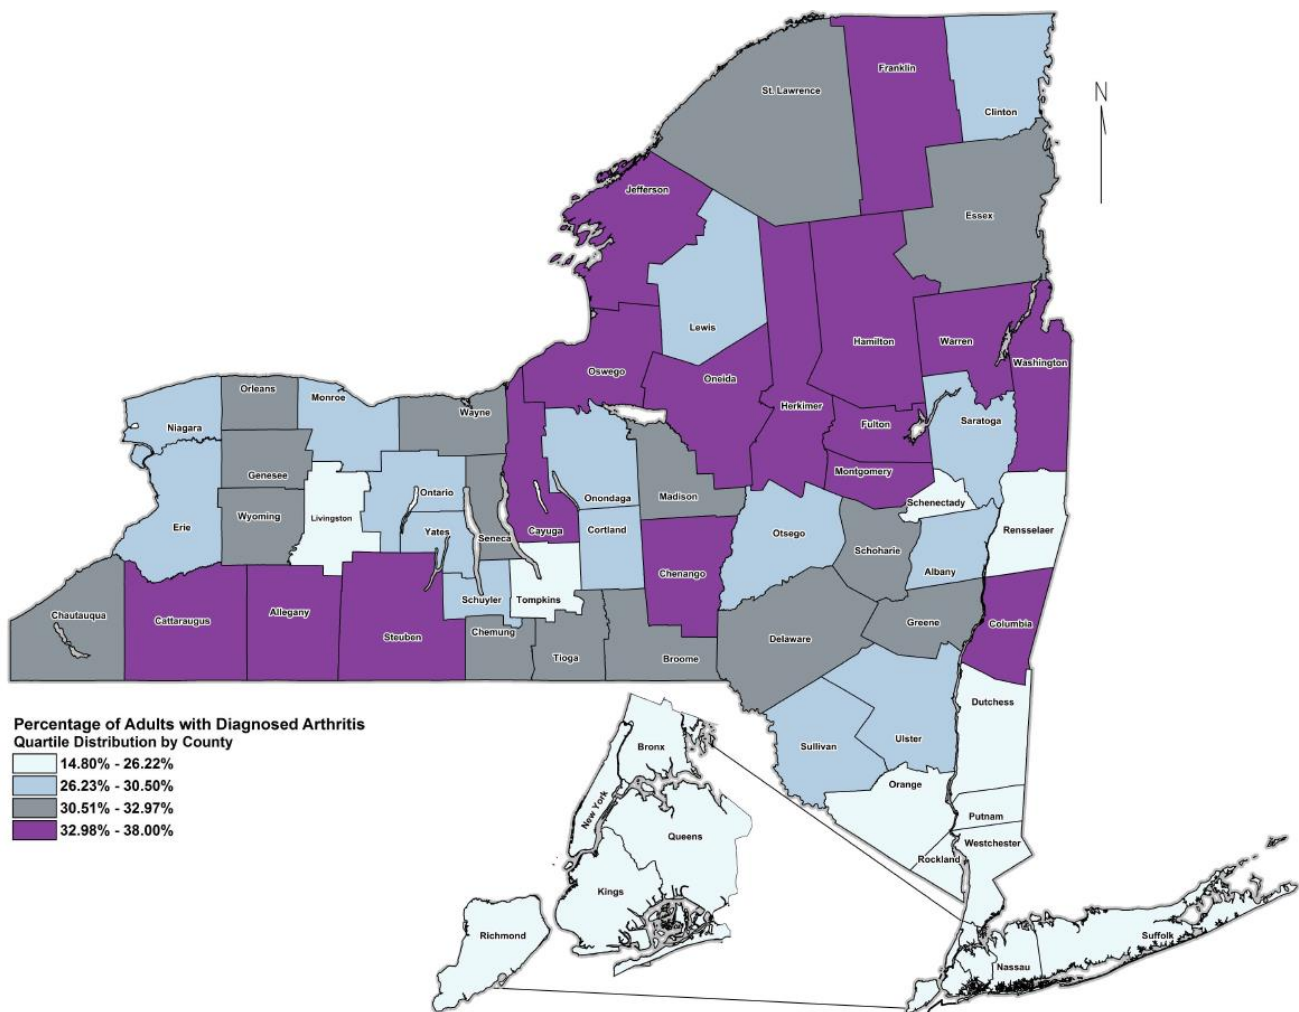 Franklin
St. Lawrence
Clinton
N
Jefferson
Essex
Lewis
Hamilton
Warren
Washington
Oswego
Oneida
Herkimer
Orleans
Monroe
Wayne
Niagara
Fulton
Saratoga
Genesee
Montgomery
Ontario
Onondaga
Madison
Schenectady
Wyoming
Livingston
Erie
Yates
Seneca
Cayuga
Cortland
Otsego
Rensselaer
Schoharie
Albany
Chenango
Schuyler
Tompkins
Chautauqua
Cattaraugus
Allegany
Steuben
Chemung
Tioga
Broome
Delaware
Greene
Columbia
Dutchess
Percentage of Adults with Diagnosed Arthritis
Quartile Distribution by County
14.80% - 26.22%
26.23% - 30.50%
30.51% - 32.97%
32.98% - 38.00%
Sullivan
Ulster
Orange
Putnam
Westchester
Rockland
Bronx
New York
Queens
Kings
Richmond
Suffolk
Nassau